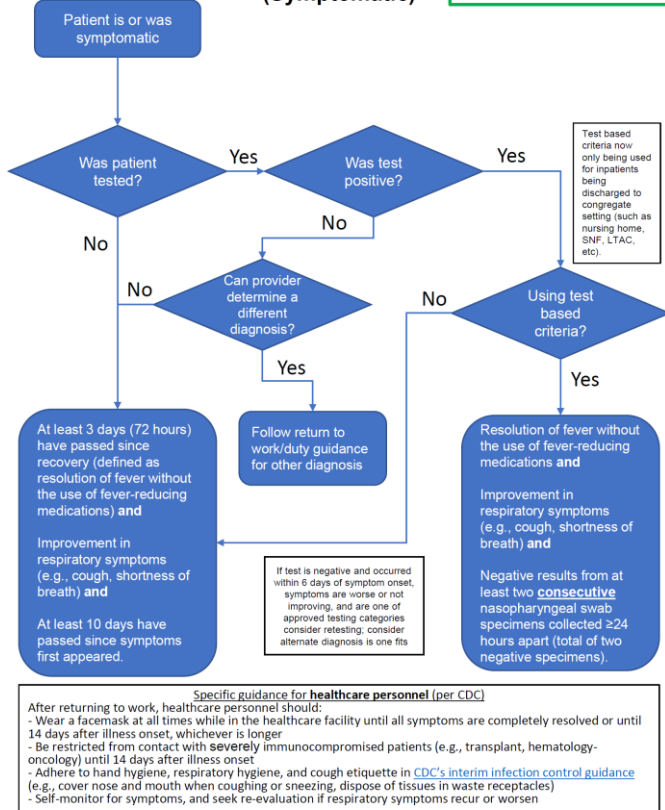 (Symptomatic)
Patient is or was
symptomatic
Was patient
tested?
Yes
Was test
positive?
Yes
Test based
criteria now
only being used
for inpatients
being
discharged to
congregate
setting (such as
nursing home,
SNF, LTAC,
etc).
No
No
Can provider
determine a
different
diagnosis?
No
No
Using test
based
criteria?
Yes
Yes
At least 3 days (72 hours)
have passed since
recovery (defined as
resolution of fever without
the use of fever-reducing
medications) and
Improvement in
respiratory symptoms
(e.g., cough, shortness of
breath) and
At least 10 days have
passed since symptoms
first appeared.
Follow return to
work/duty guidance
for other diagnosis
Resolution of fever without
the use of fever-reducing
medications and
Improvement in
respiratory symptoms
(e.g., cough, shortness of
breath) and
Negative results from at
least two consecutive
nasopharyngeal swab
specimens collected ≥24
hours apart (total of two
negative specimens).
If test is negative and occurred
within 6 days of symptom onset,
symptoms are worse or not
improving, and are one of
approved testing categories
consider retesting; consider
alternate diagnosis is one fits
Specific guidance for healthcare personnel (per CDC)
After returning to work, healthcare personnel should:
- Wear a facemask at all times while in the healthcare facility until all symptoms are completely resolved or until
14 days after illness onset, whichever is longer
- Be restricted from contact with severely immunocompromised patients (e.g., transplant, hematology-
oncology) until 14 days after illness onset
- Adhere to hand hygiene, respiratory hygiene, and cough etiquette in CDC's interim infection control guidance
(e.g., cover nose and mouth when coughing or sneezing, dispose of tissues in waste receptacles)
- Self-monitor for symptoms, and seek re-evaluation if respiratory symptoms recur or worsen